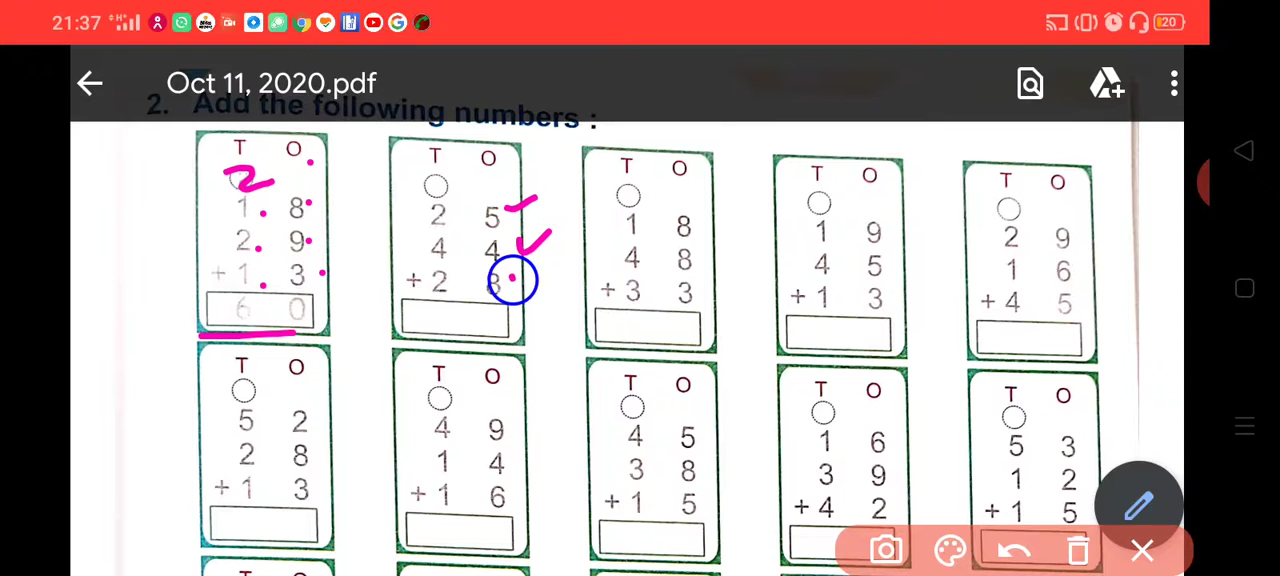 21:37
20
Oct 11, 2020.pdf
2. Add the following numbers :
T O
2
1 8
2 9
+ 1 3
6 0
T O
2 5
4 4
+ 2 8
T O
1 8
4 8
+ 3 3
T O
1 9
4 5
+ 1 3
T O
2 9
1 6
+ 4 5
T O
5 2
2 8
+ 1 3
T O
4 9
1 4
+ 1 6
T O
4 5
3 8
+ 1 5
T O
1 6
3 9
+ 4 2
T O
5 3
1 2
+ 1 5
T O
T O